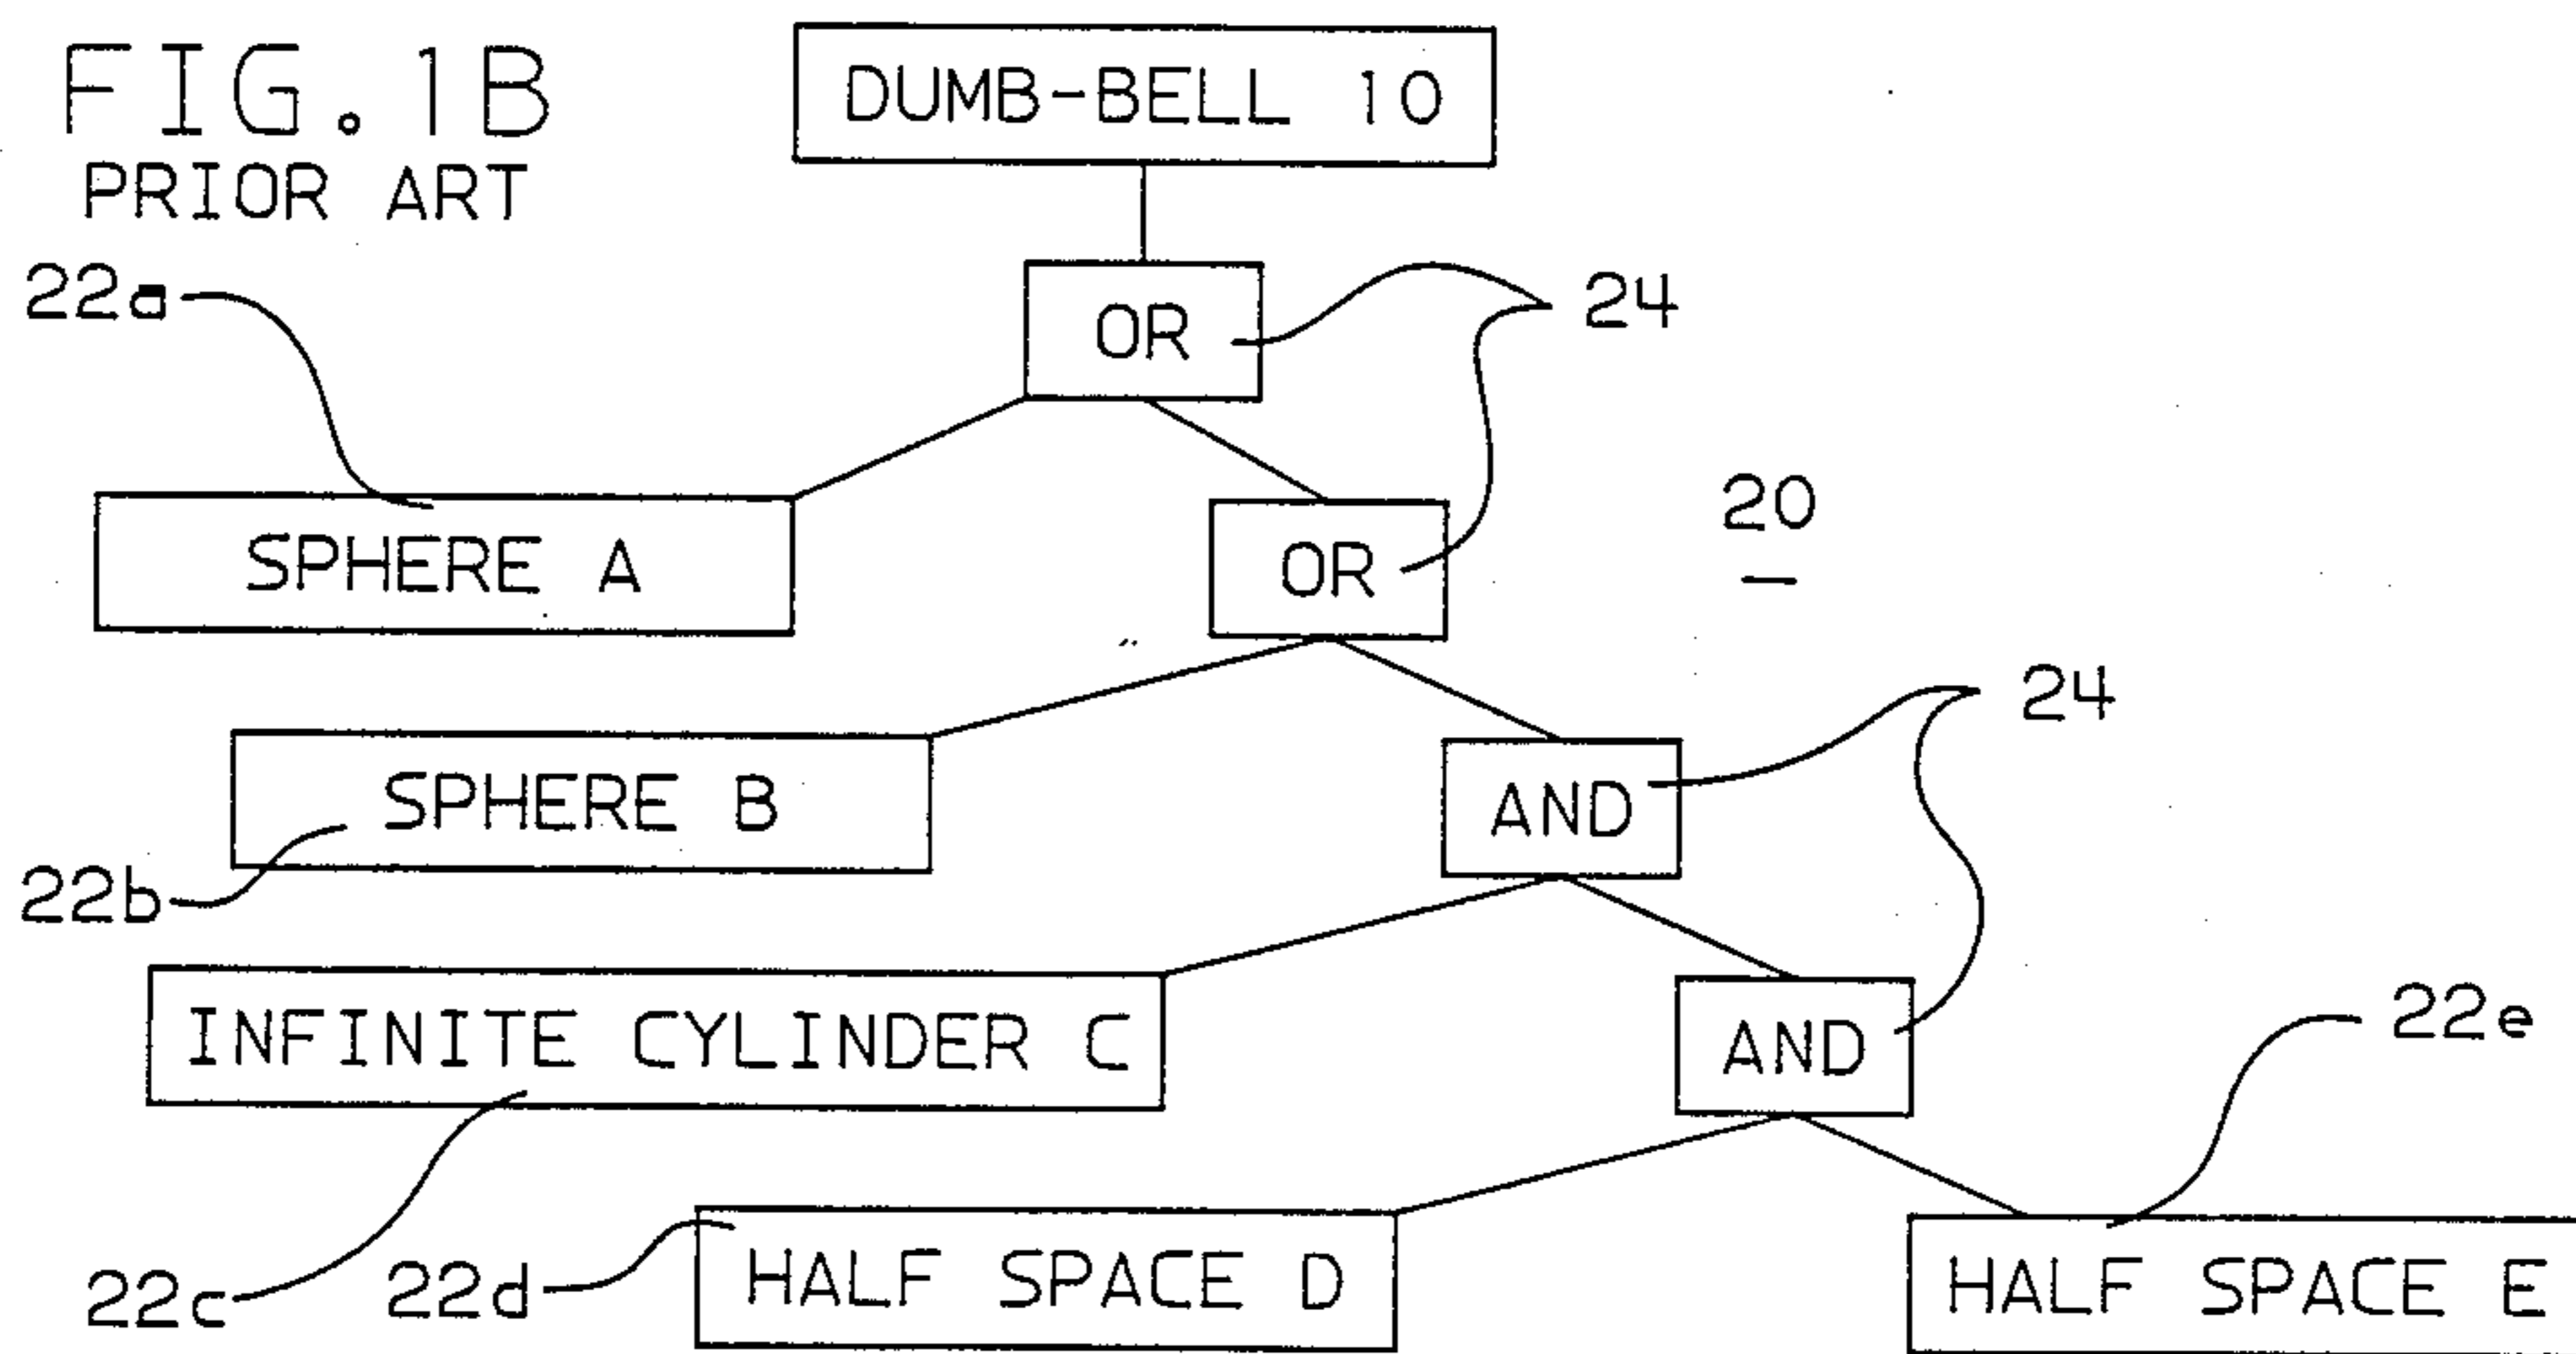 FIG. 1B
PRIOR ART
DUMB-BELL 10
22a
OR
24
SPHERE A
OR
20
24
SPHERE B
AND
22b
INFINITE CYLINDER C
AND
22e
22c
22d
HALF SPACE D
HALF SPACE E